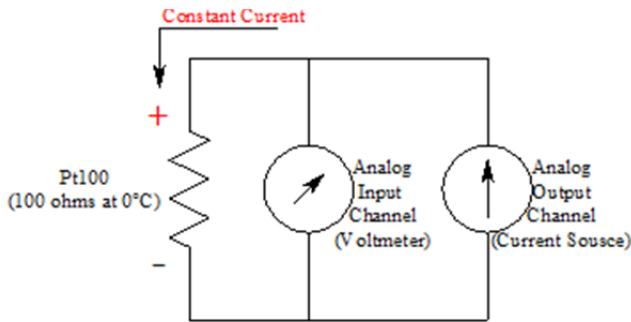 Constant Current
+
Pt100
(100 ohms at 0°C)
−
Analog
Input
Channel
(Voltmeter)
Analog
Output
Channel
(Current Sousce)